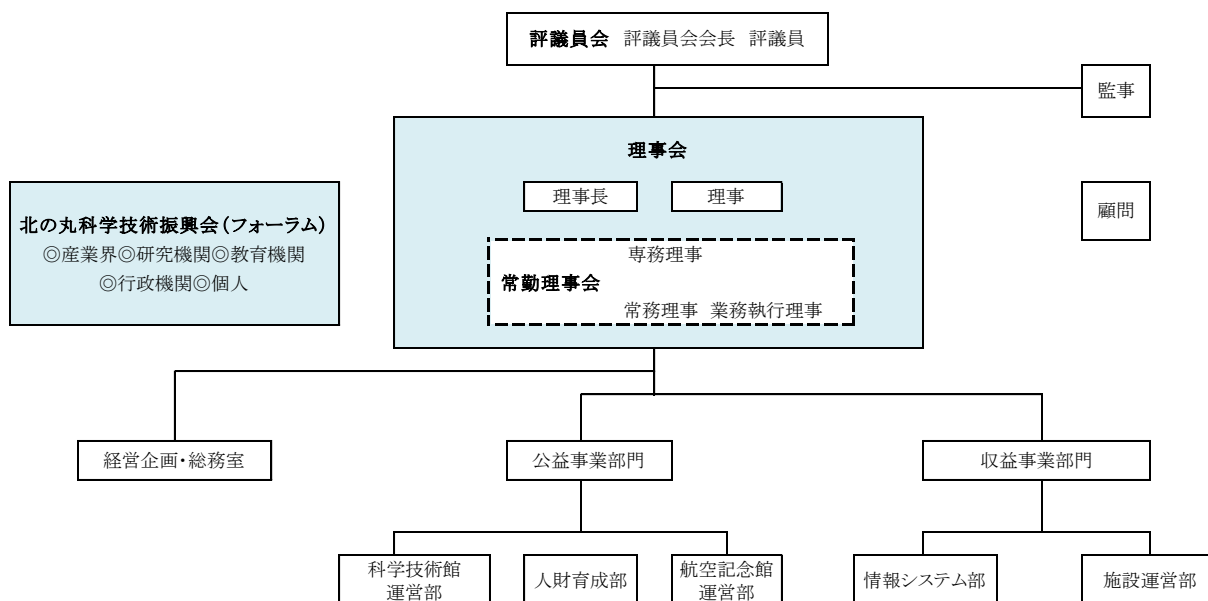 評議員会 評議員会会長 評議員
監事
理事会
理事長 理事
顧問
北の丸科学技術振興会(フォーラム)
◎産業界◎研究機関◎教育機関
◎行政機関◎個人
専務理事
常勤理事会
常務理事 業務執行理事
経営企画・総務室
公益事業部門
収益事業部門
科学技術館
運営部
人財育成部
航空記念館
運営部
情報システム部
施設運営部